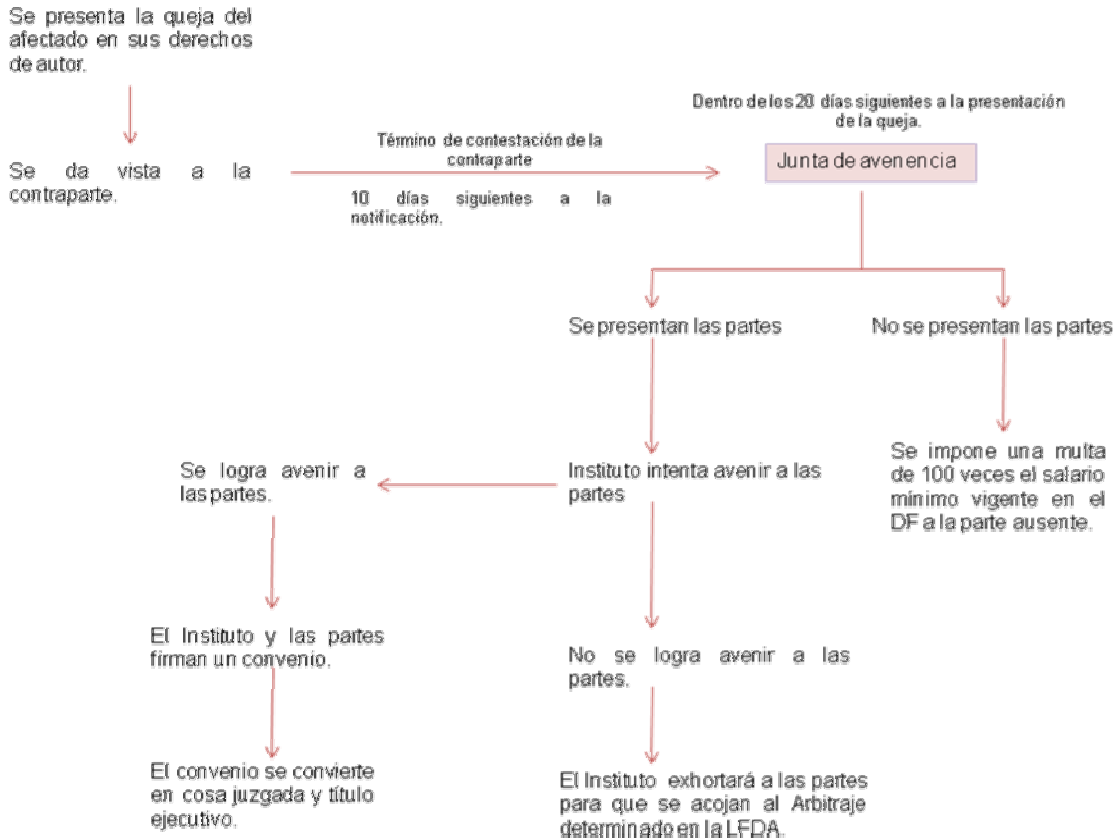 Se presenta la queja del
afectado en sus derechos
de autor.
Se da vista a la
contraparte.
Término de contestación de la
contraparte
10 días siguientes a la
notificación.
Dentro de los 20 días siguientes a la presentación
de la queja.
Junta de avenencia
Se presentan las partes
No se presentan las partes
Se impone una multa
de 100 veces el salario
mínimo vigente en el
DF a la parte ausente.
Instituto intenta avenir a las
partes
Se logra avenir a
las partes.
El Instituto y las partes
firman un convenio.
El convenio se convierte
en cosa juzgada y título
ejecutivo.
No se logra avenir a las
partes.
El Instituto exhortará a las partes
para que se acojan al Arbitraje
determinado en la LFDA.